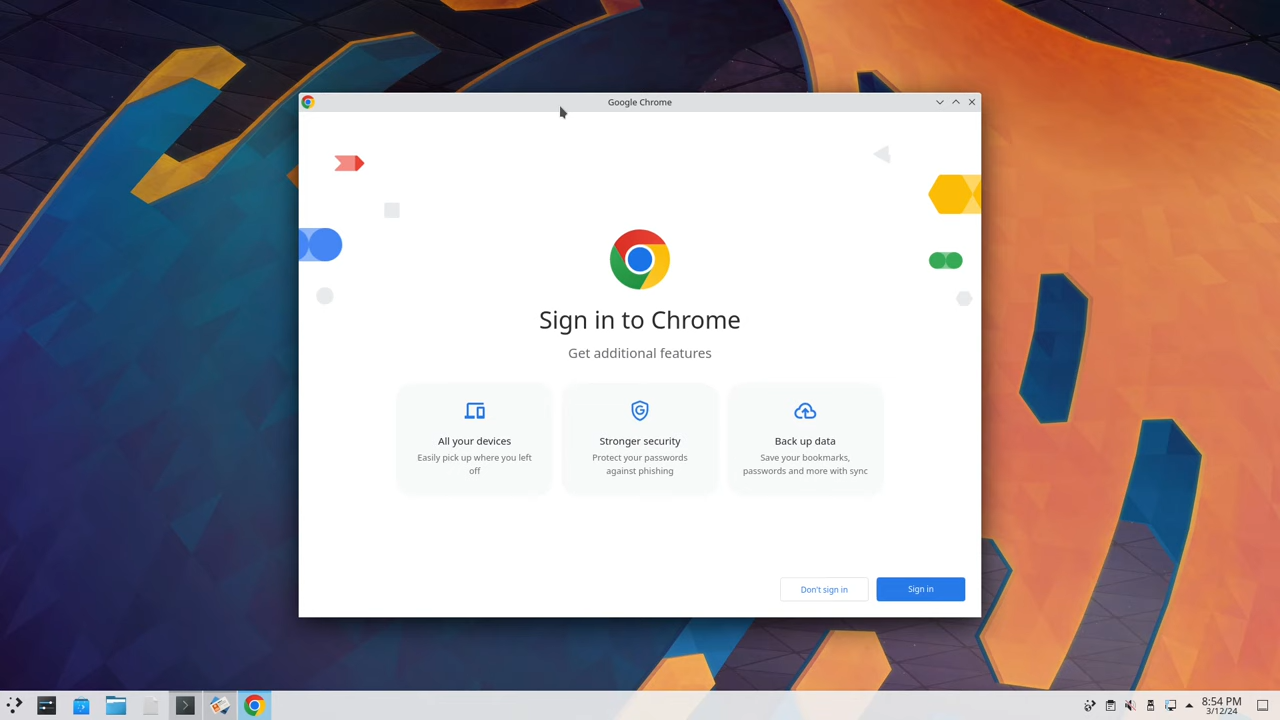 Google Chrome
Sign in to Chrome
Get additional features
All your devices
Easily pick up where you left
off
Stronger security
Protect your passwords
against phishing
Back up data
Save your bookmarks,
passwords and more with sync
Don't sign in
Sign in
8:54 PM
3/12/24